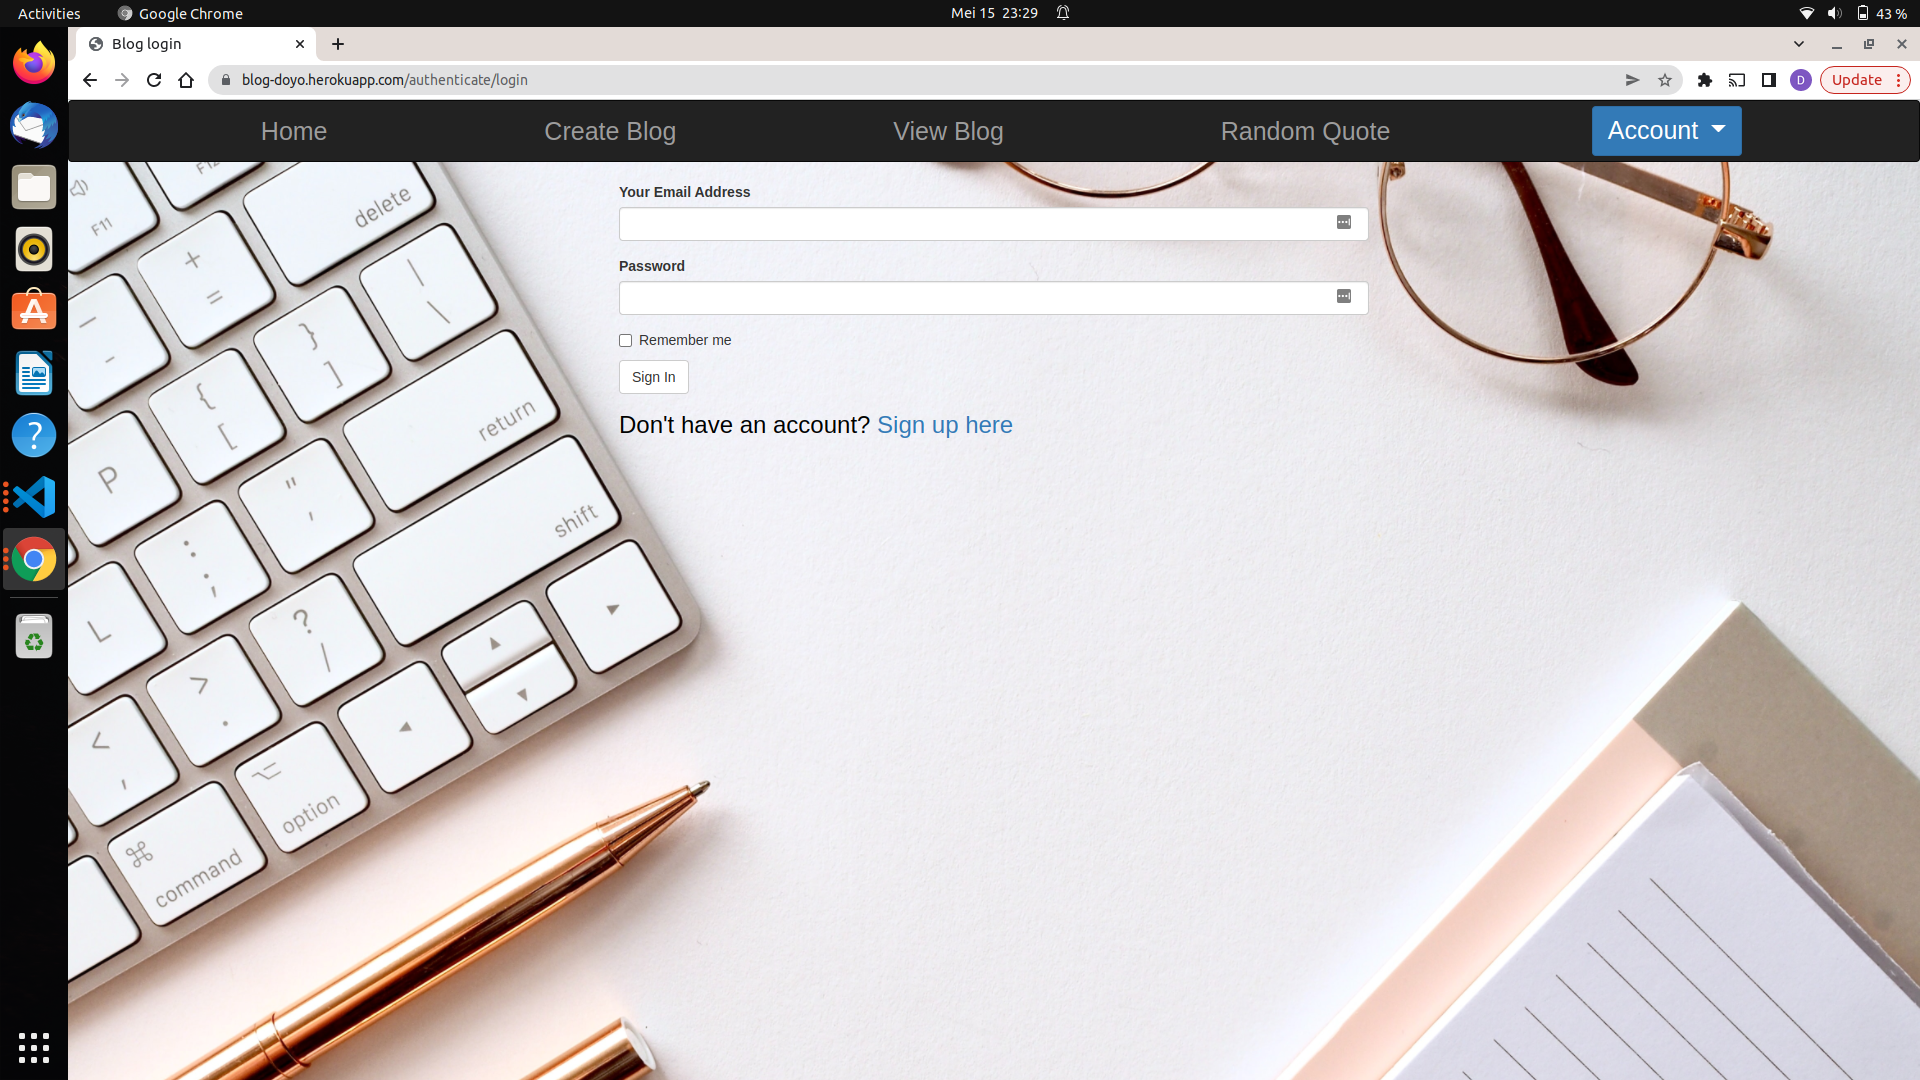 Activities
Google Chrome
Mei 15 23:29
43 %
Blog login
blog-doyo.herokuapp.com/authenticate/login
D
Update
Home
Create Blog
View Blog
Random Quote
Account
Your Email Address
Password
Remember me
Sign In
Don't have an account? Sign up here
F11
F12
delete
+
=
|
\
—
-
}
]
{
[
return
P
"
'
shift
:
;
L
?
/
>
.
<
,
option
⌘
command